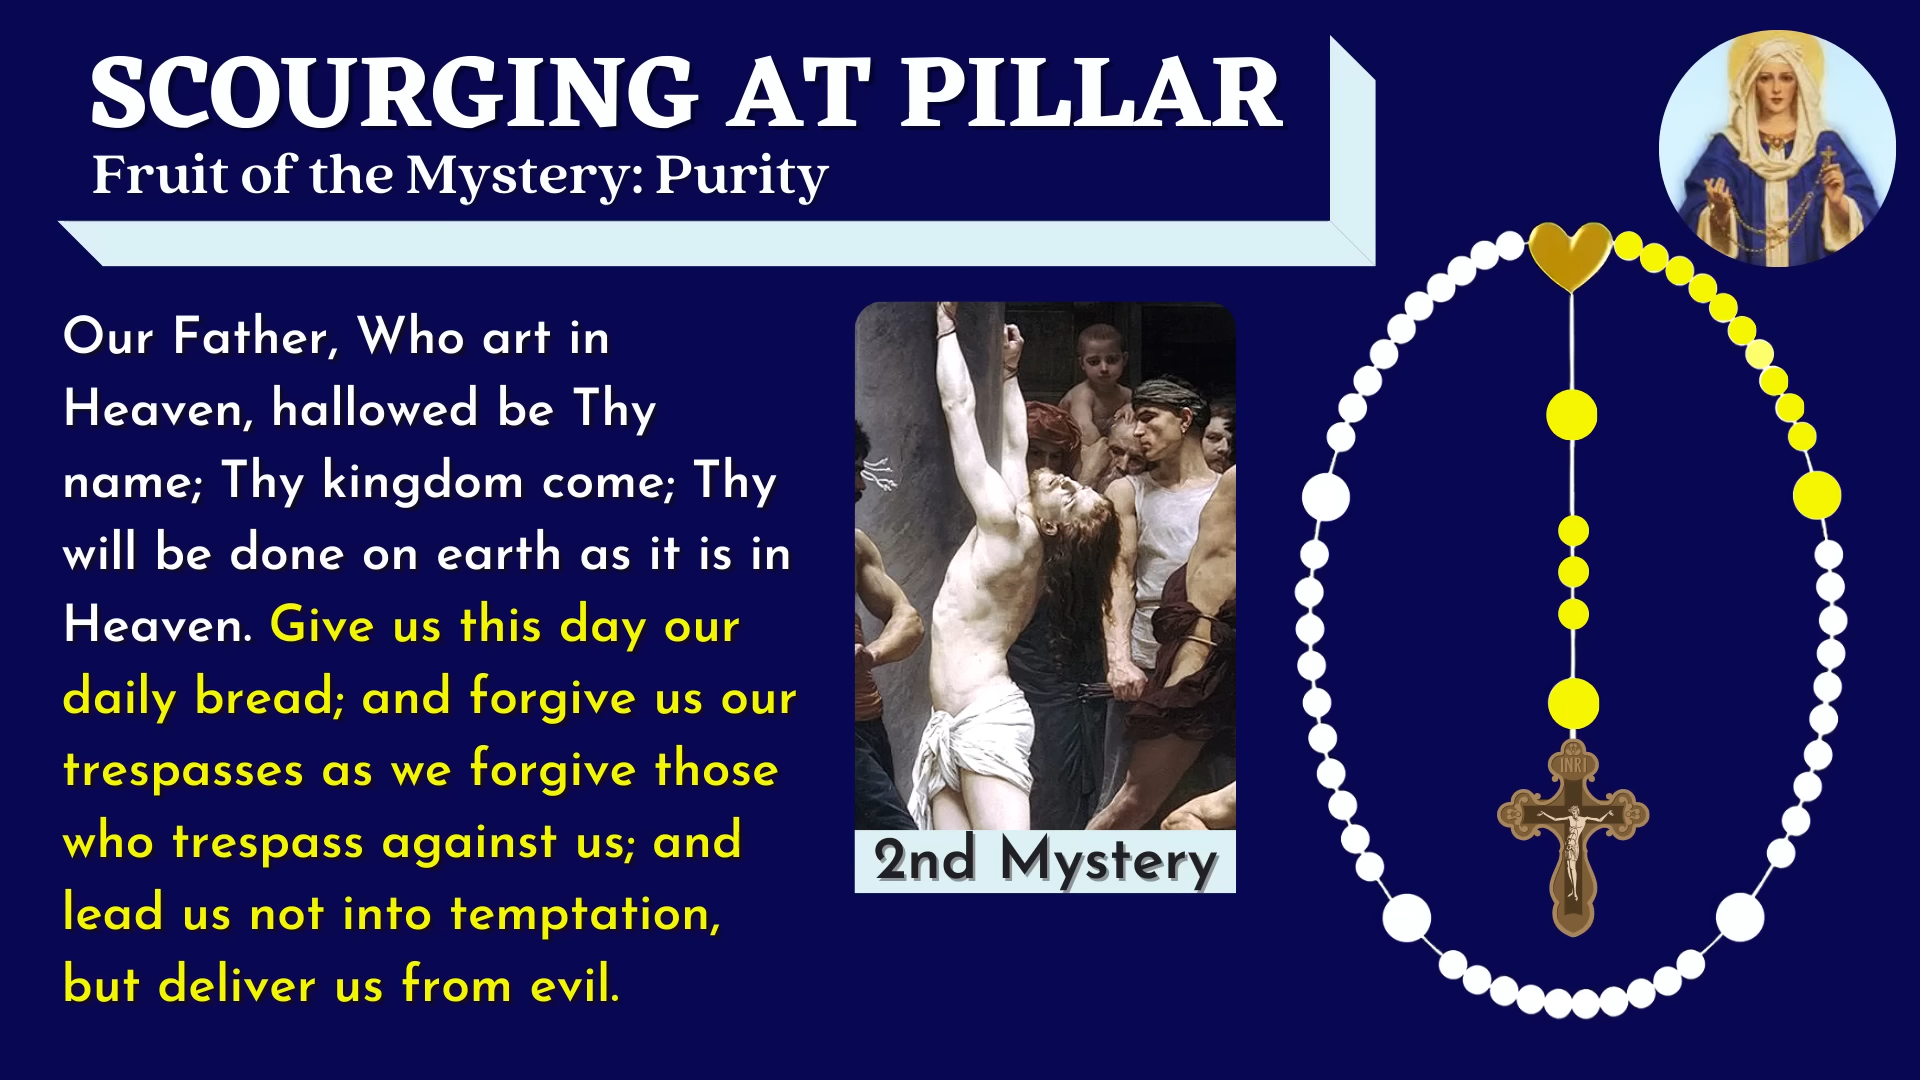 SCOURGING AT PILLAR
Fruit of the Mystery: Purity
Our Father, Who art in
Heaven, hallowed be Thy
name; Thy kingdom come; Thy
will be done on earth as it is in
Heaven. Give us this day our
daily bread; and forgive us our
trespasses as we forgive those
who trespass against us; and
lead us not into temptation,
but deliver us from evil.
2nd Mystery
INRI